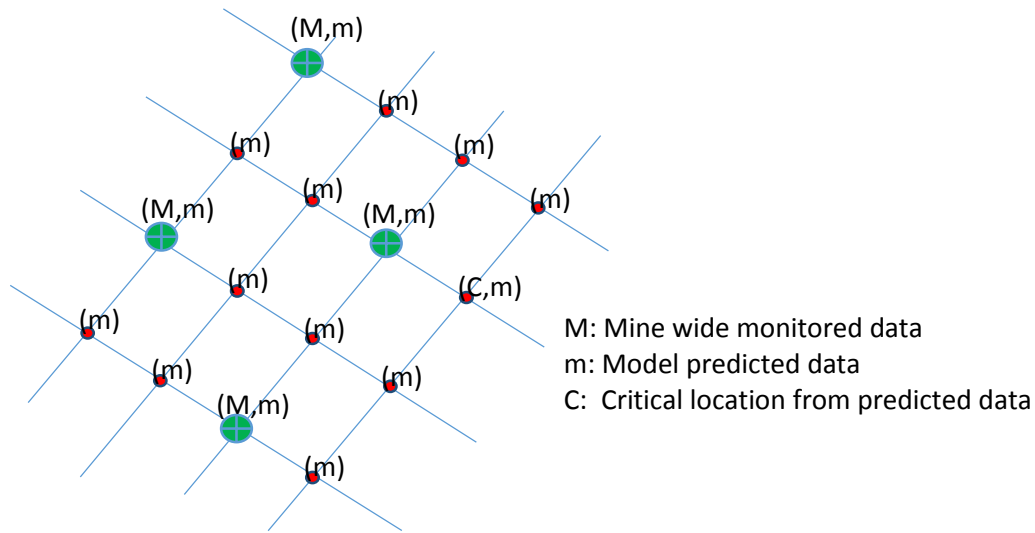 (M,m)
(m)
(m)
(m)
(m)
(m)
(M,m)
(M,m)
(m)
(C,m)
(m)
(m)
(m)
(m)
(M,m)
(m)
M: Mine wide monitored data
m: Model predicted data
C: Critical location from predicted data